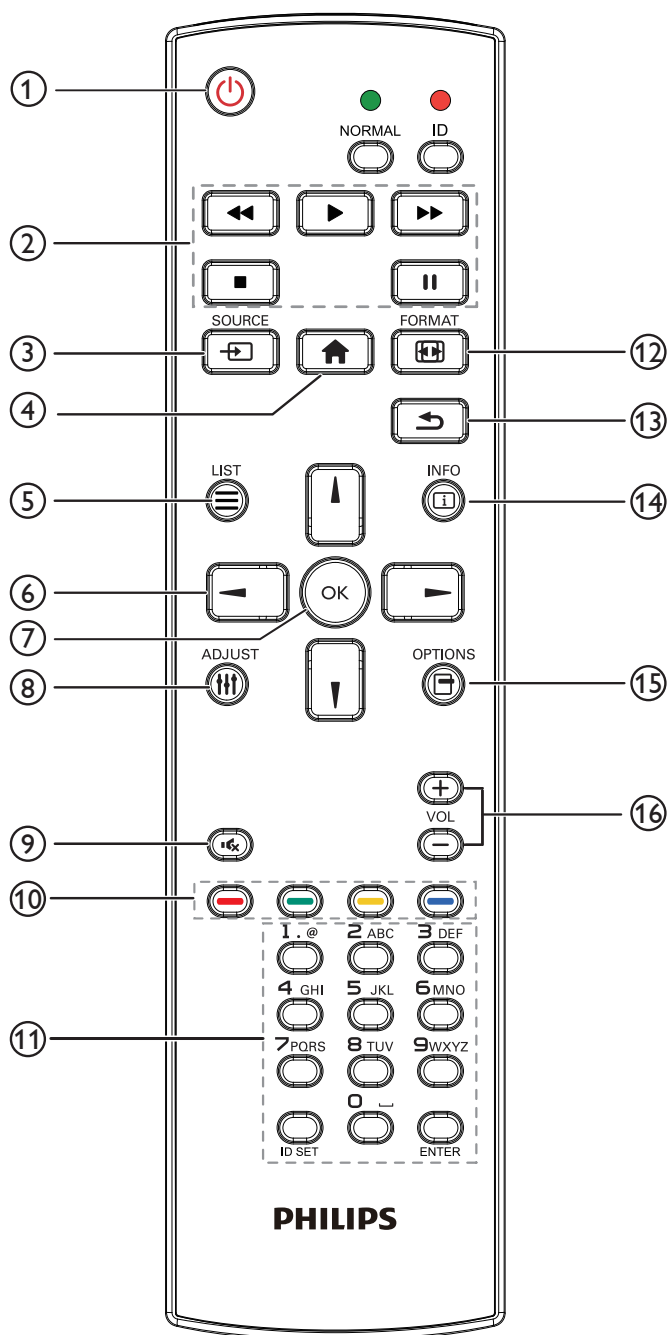 ①
NORMAL ID
②
SOURCE FORMAT
③ ⑫
④
⑬
LIST INFO
⑤ i ⑭
⑥ OK
⑦
ADJUST OPTIONS
⑧ ⑮
+
VOL ⑯
⑨ −
⑩
1 . @ 2 ABC 3 DEF
4 GHI 5 JKL 6 MNO
⑪
7 PQRS 8 TUV 9 WXYZ
0 ⎵
ID SET ENTER
PHILIPS